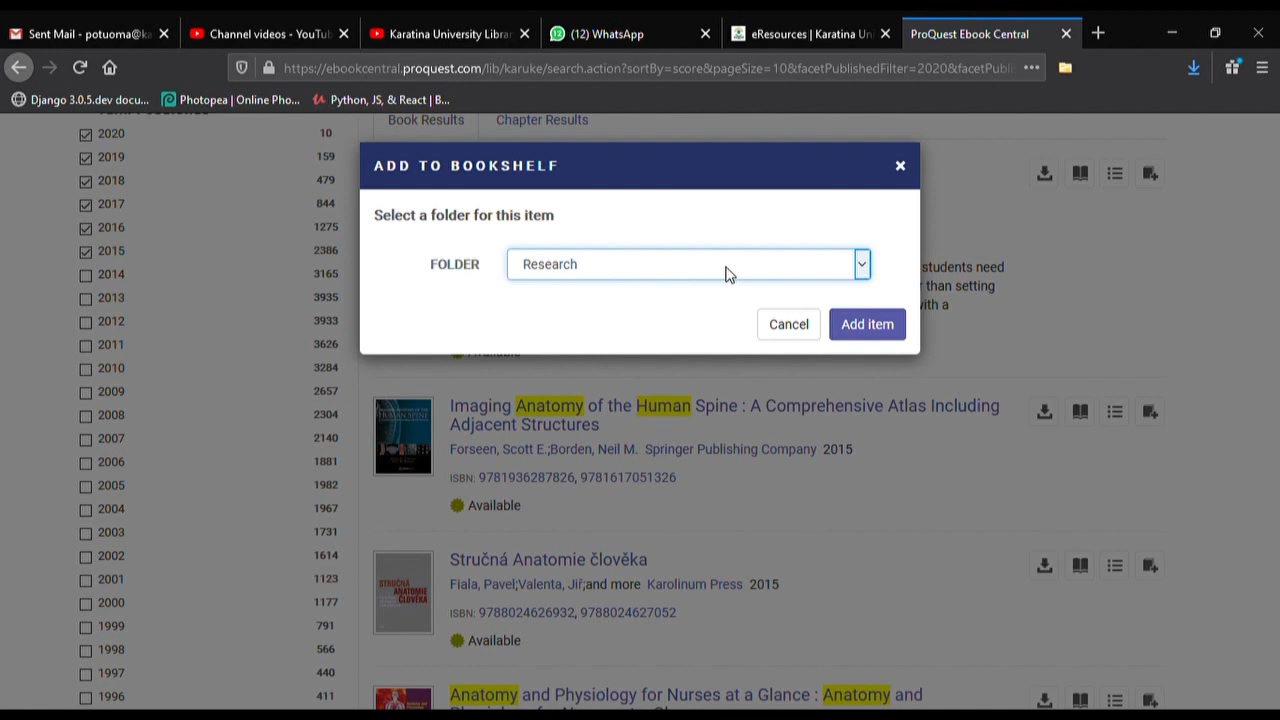 Sent Mail - potuoma@ka
Channel videos - YouTu
Karatina University Libra
(12) WhatsApp
eResources | Karatina Un
ProQuest Ebook Central
https://ebookcentral.proquest.com/lib/karuke/search.action?sortBy=score&pageSize=10&facetPublishedFilter=2020&facetPubli
Django 3.0.5.dev docu...
Photopea | Online Pho...
Python, JS, & React | B...
Book Results
Chapter Results
2020 10
2019 159
2018 479
2017 844
2016 1275
2015 2386
2014 3165
2013 3935
2012 3933
2011 3626
2010 3284
2009 2657
2008 2304
2007 2140
2006 1881
2005 1982
2004 1967
2003 1731
2002 1614
2001 1123
2000 1177
1999 791
1998 566
1997 440
1996 411
ADD TO BOOKSHELF
Select a folder for this item
FOLDER
Research
Cancel
Add item
students need
than setting
with a
Available
Imaging Anatomy of the Human Spine : A Comprehensive Atlas Including
Adjacent Structures
Forseen, Scott E.;Borden, Neil M. Springer Publishing Company 2015
ISBN: 9781936287826, 9781617051326
Available
Stručná Anatomie člověka
Fiala, Pavel;Valenta, Jiř;and more Karolinum Press 2015
ISBN: 9788024626932, 9788024627052
Available
STRUČNÁ
ANATOMIE
ČLOVĚKA
Anatomy and Physiology for Nurses at a Glance : Anatomy and